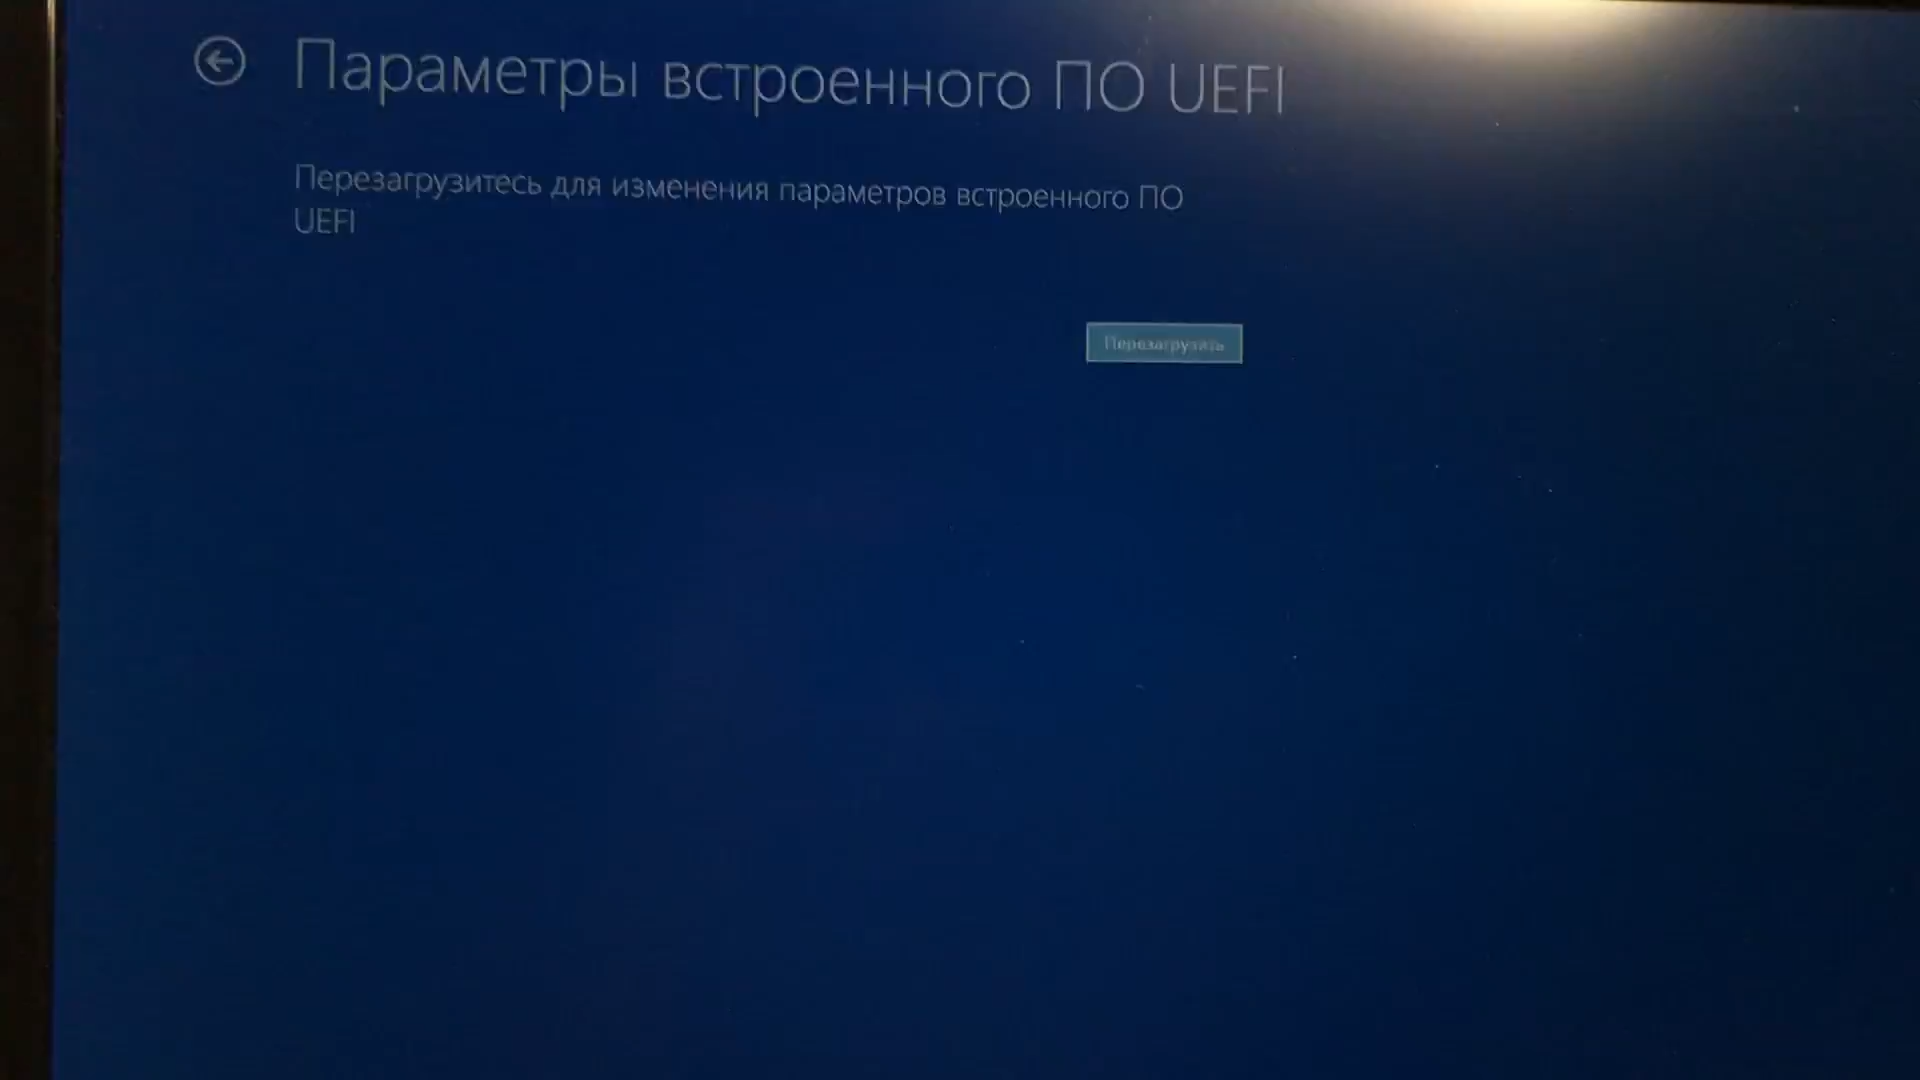 Параметры встроенного ПО UEFI
Перезагрузитесь для изменения параметров встроенного ПО
UEFI
Перезагрузить